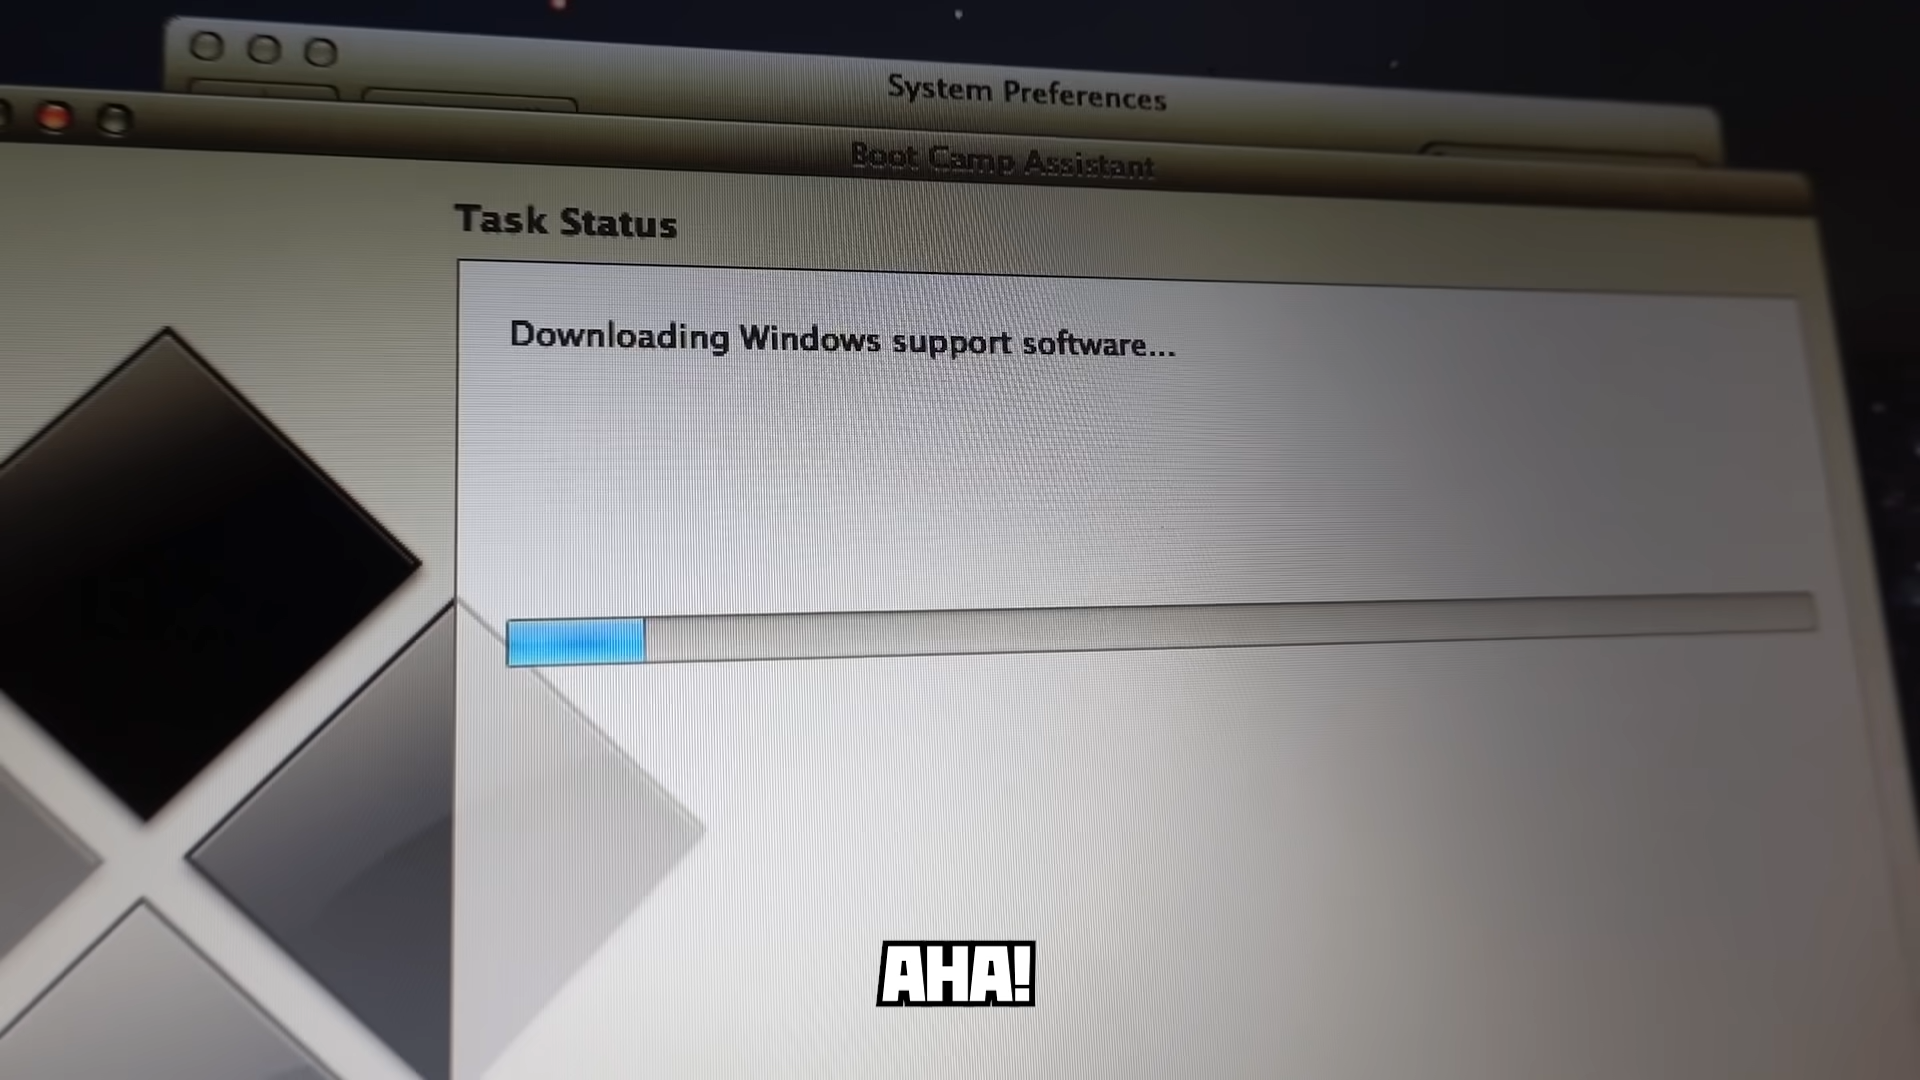 System Preferences
Boot Camp Assistant
Task Status
Downloading Windows support software...
AHA!